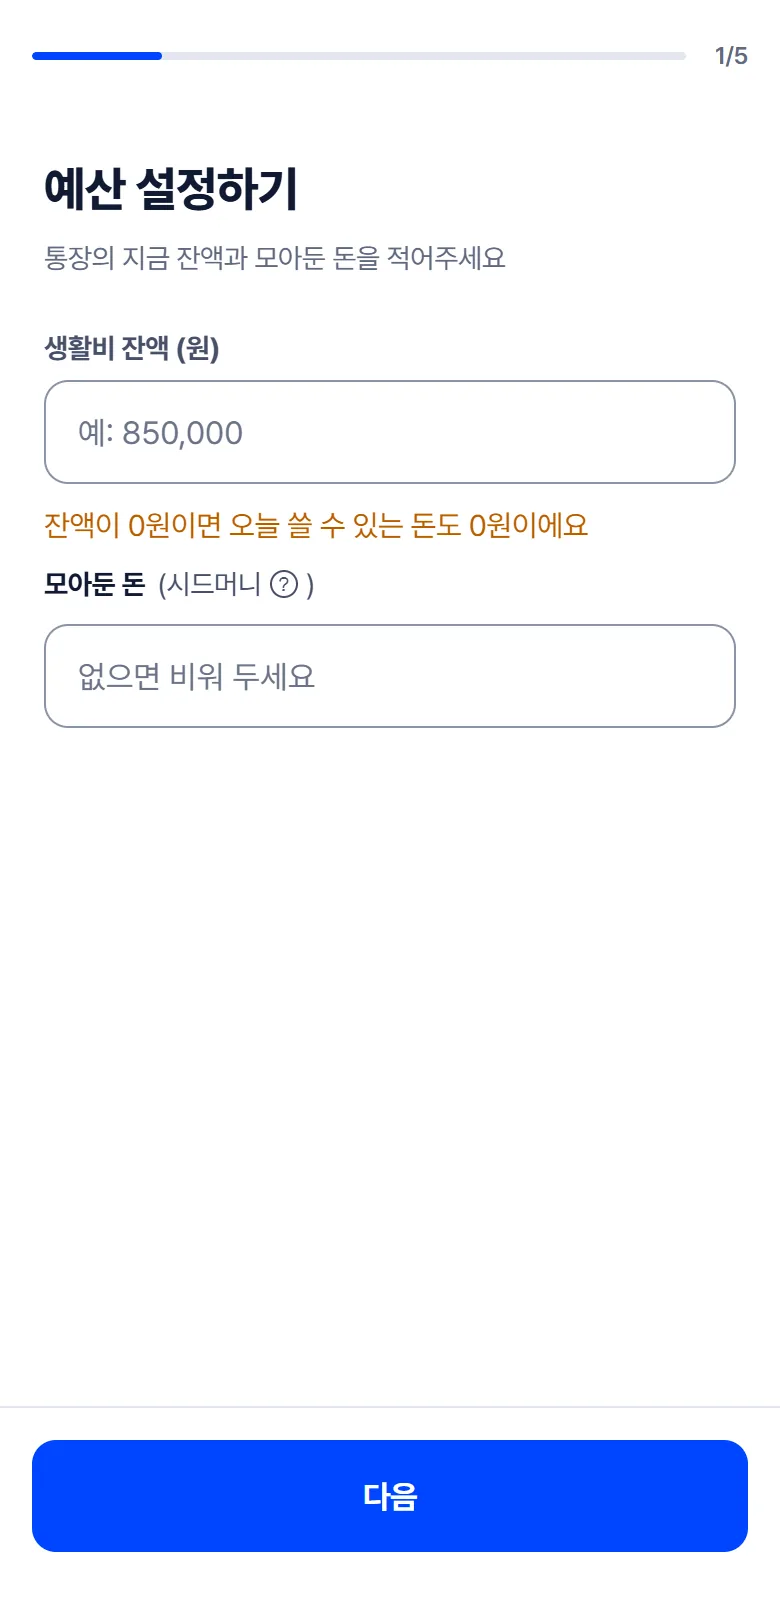 1/5
예산 설정하기
통장의 지금 잔액과 모아둔 돈을 적어주세요
생활비 잔액 (원)
예: 850,000
잔액이 0원이면 오늘 쓸 수 있는 돈도 0원이에요
모아둔 돈 (시드머니 ? )
없으면 비워 두세요
다음